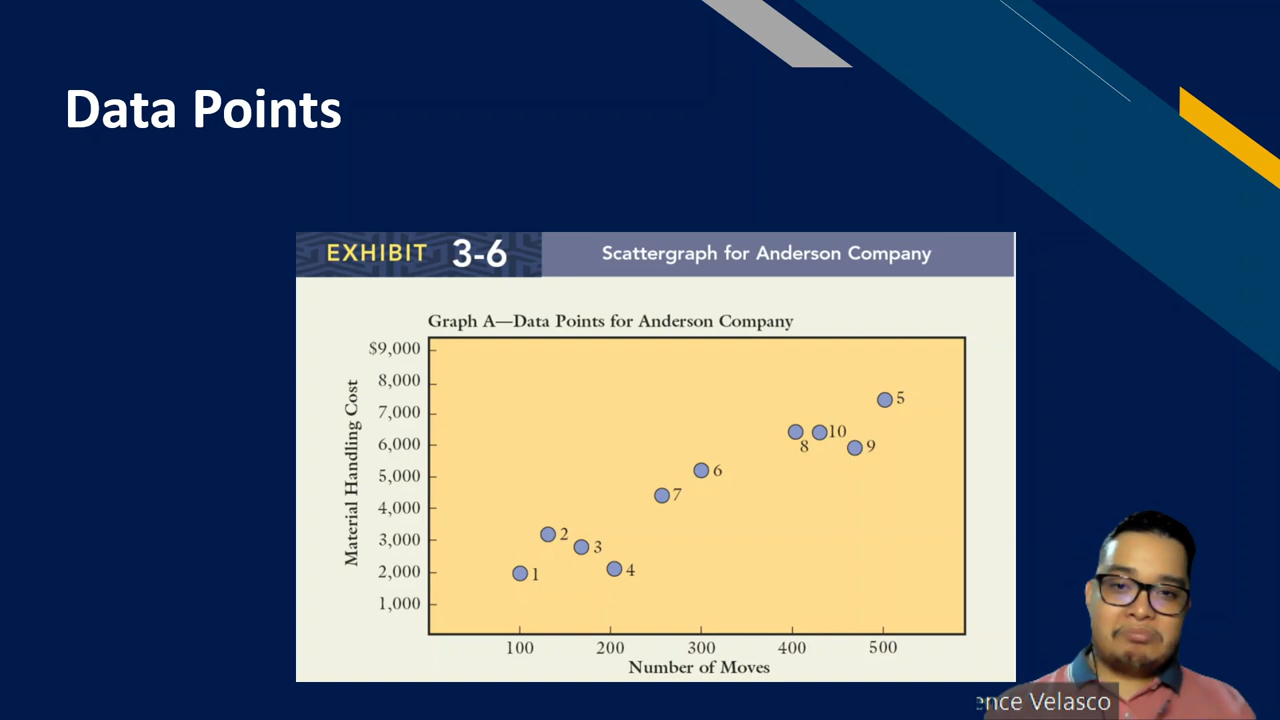 Data Points
EXHIBIT 3-6 Scattergraph for Anderson Company
Graph A—Data Points for Anderson Company
Material Handling Cost
$9,000
8,000
7,000
6,000
5,000
4,000
3,000
2,000
1,000
5
10
8
9
6
7
2
3
4
1
100 200 300 400 500
Number of Moves
ence Velasco